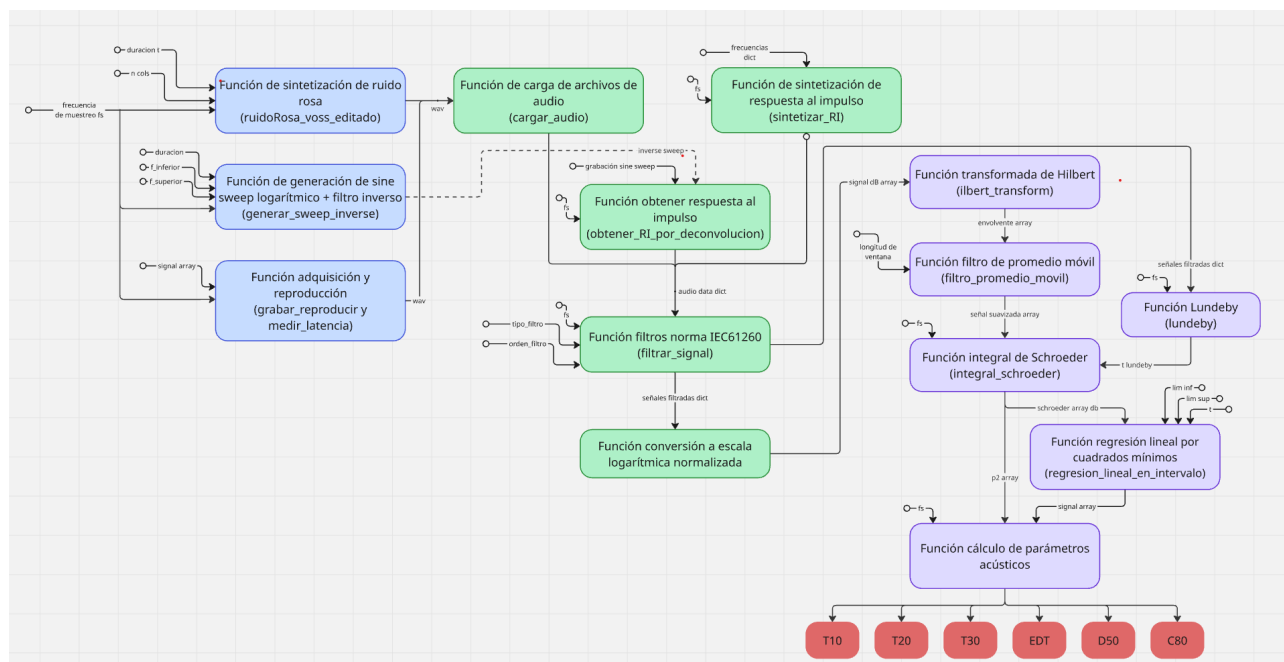 duracion t
n cols
frecuencia
de muestreo fs
Función de sintetización de ruido
rosa
(ruidoRosa_voss_editado)
wav
Función de carga de archivos de
audio
(cargar_audio)
frecuencias
dict
fs
Función de sintetización de
respuesta al impulso
(sintetizar_RI)
duracion
f_inferior
f_superior
Función de generación de sine
sweep logarítmico + filtro inverso
(generar_sweep_inverse)
inverse sweep
grabación sine sweep
fs
Función obtener respuesta al
impulso
(obtener_RI_por_deconvolucion)
signal array
Función adquisición y
reproducción
(grabar_reproducir y
medir_latencia)
wav
audio data dict
fs
tipo_filtro
orden_filtro
Función filtros norma IEC61260
(filtrar_signal)
señales filtradas dict
Función conversión a escala
logarítmica normalizada
signal dB array
Función transformada de Hilbert
(ilbert_transform)
envolvente array
longitud de
ventana
Función filtro de promedio móvil
(filtro_promedio_movil)
señales filtradas dict
fs
Función Lundeby
(lundeby)
señal suavizada array
fs
Función integral de Schroeder
(integral_schroeder)
t lundeby
schroeder array db
lim inf
lim sup
t
Función regresión lineal por
cuadrados mínimos
(regresion_lineal_en_intervalo)
p2 array
signal array
fs
Función cálculo de parámetros
acústicos
T10
T20
T30
EDT
D50
C80